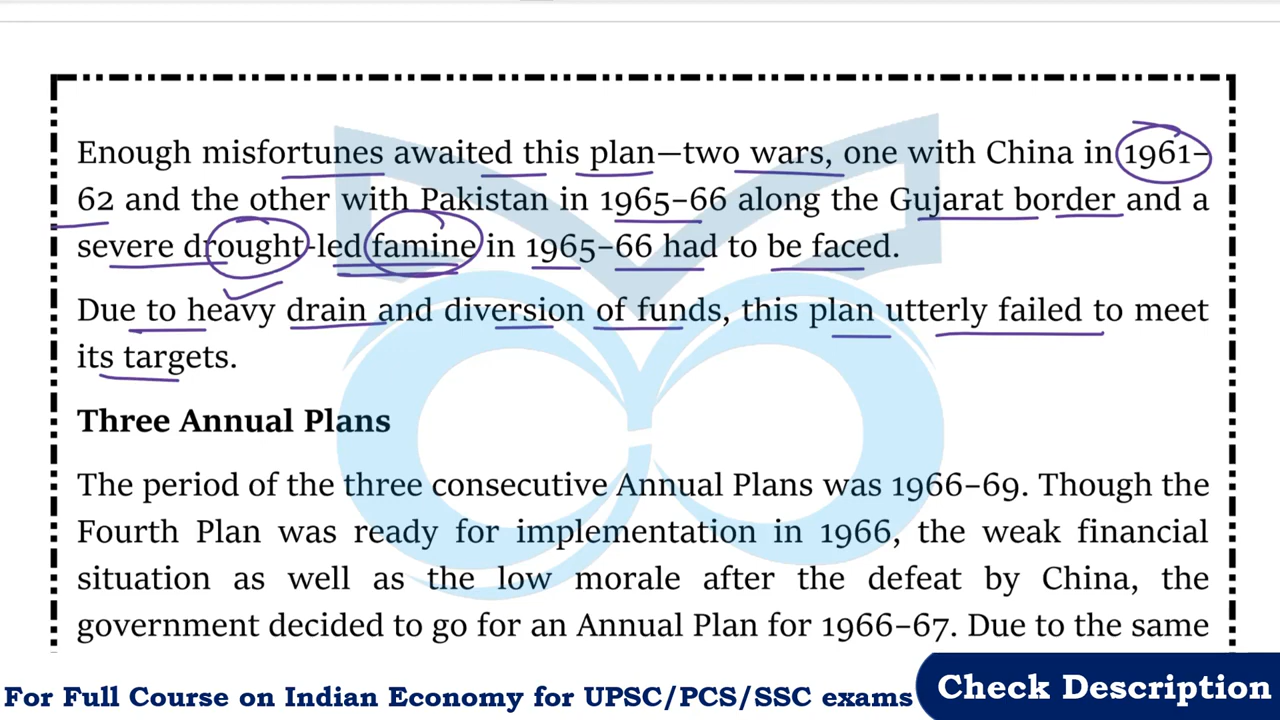 Enough misfortunes awaited this plan—two wars, one with China in 1961–
62 and the other with Pakistan in 1965–66 along the Gujarat border and a
severe drought-led famine in 1965–66 had to be faced.
Due to heavy drain and diversion of funds, this plan utterly failed to meet
its targets.
Three Annual Plans
The period of the three consecutive Annual Plans was 1966–69. Though the
Fourth Plan was ready for implementation in 1966, the weak financial
situation as well as the low morale after the defeat by China, the
government decided to go for an Annual Plan for 1966–67. Due to the same
For Full Course on Indian Economy for UPSC/PCS/SSC exams
Check Description